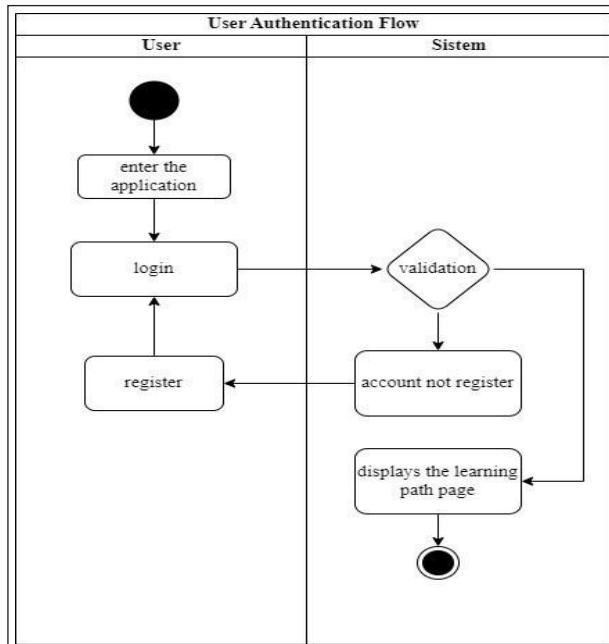 User Authentication Flow
User
Sistem
enter the
application
login
validation
register
account not register
displays the learning
path page